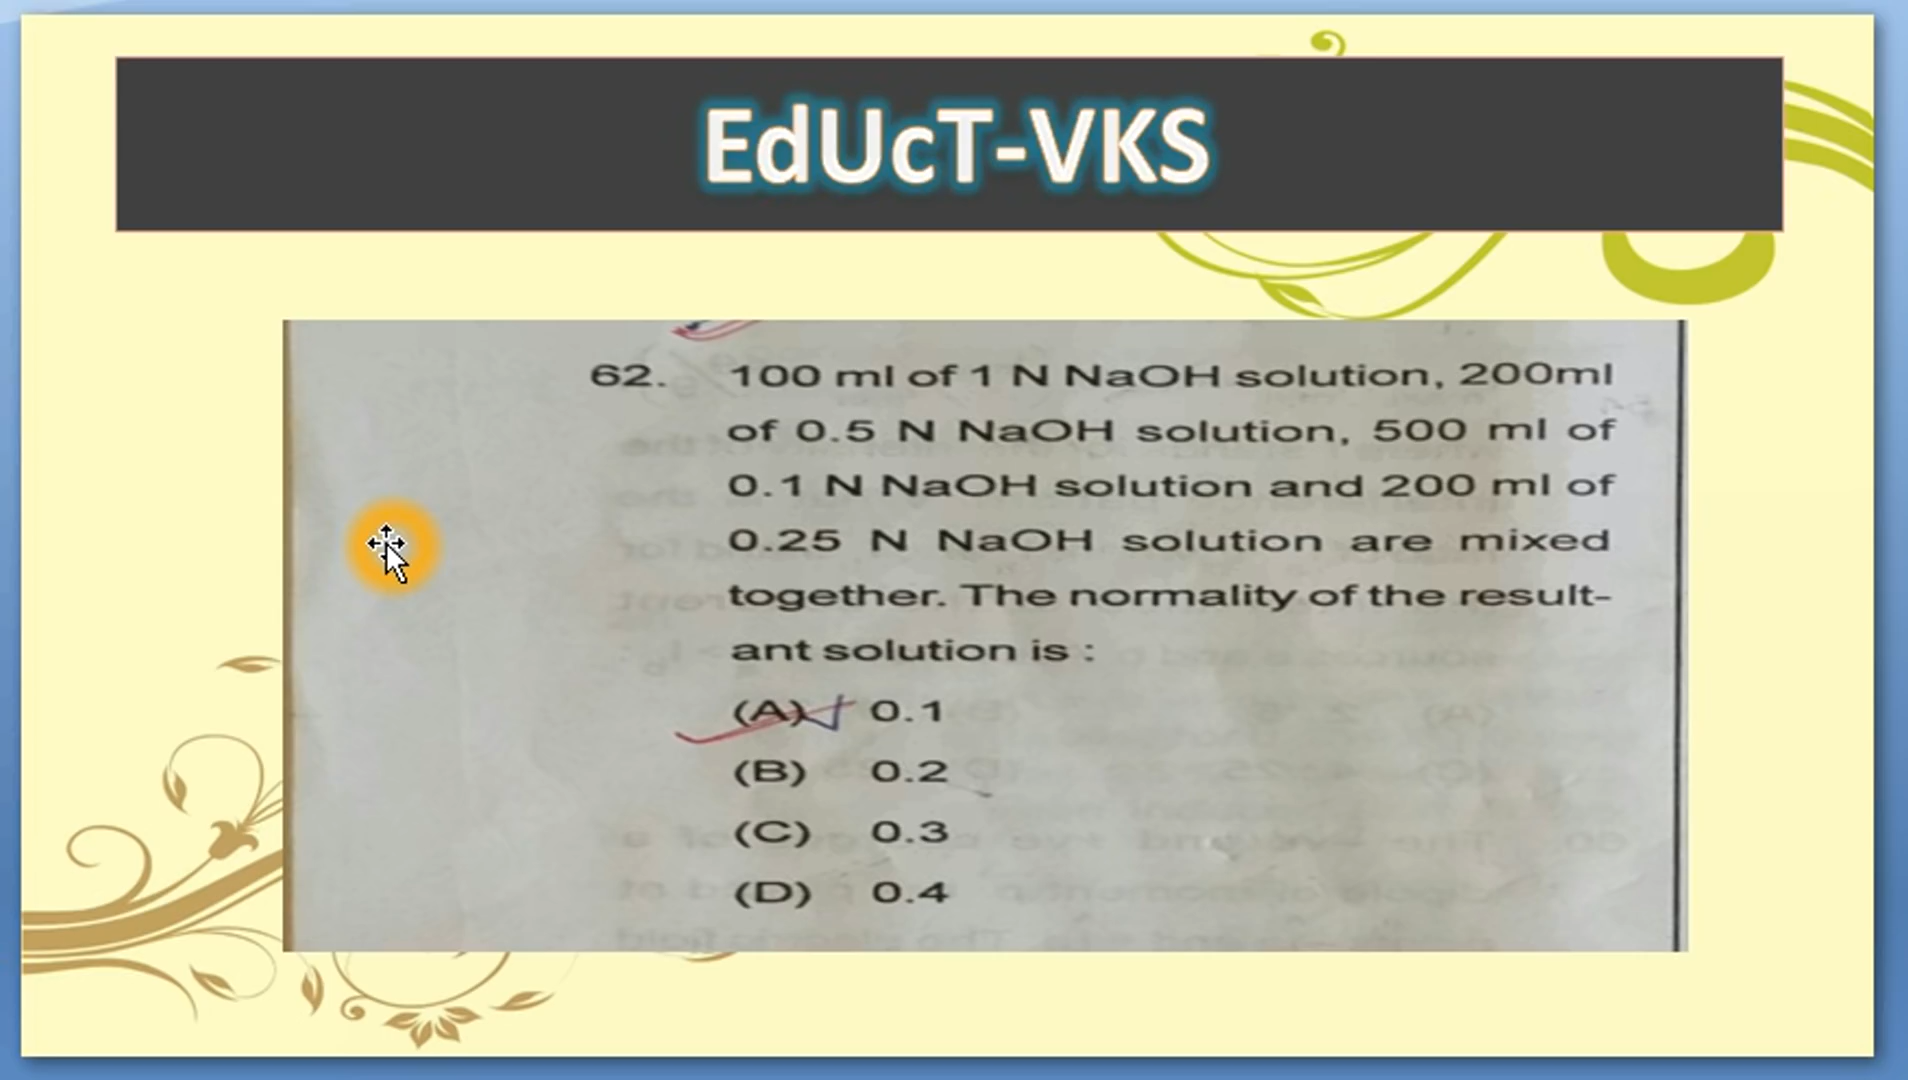 EdUcT-VKS
62. 100 ml of 1 N NaOH solution, 200ml
of 0.5 N NaOH solution, 500 ml of
0.1 N NaOH solution and 200 ml of
0.25 N NaOH solution are mixed
together. The normality of the result-
ant solution is :
(A) 0.1
(B) 0.2
(C) 0.3
(D) 0.4